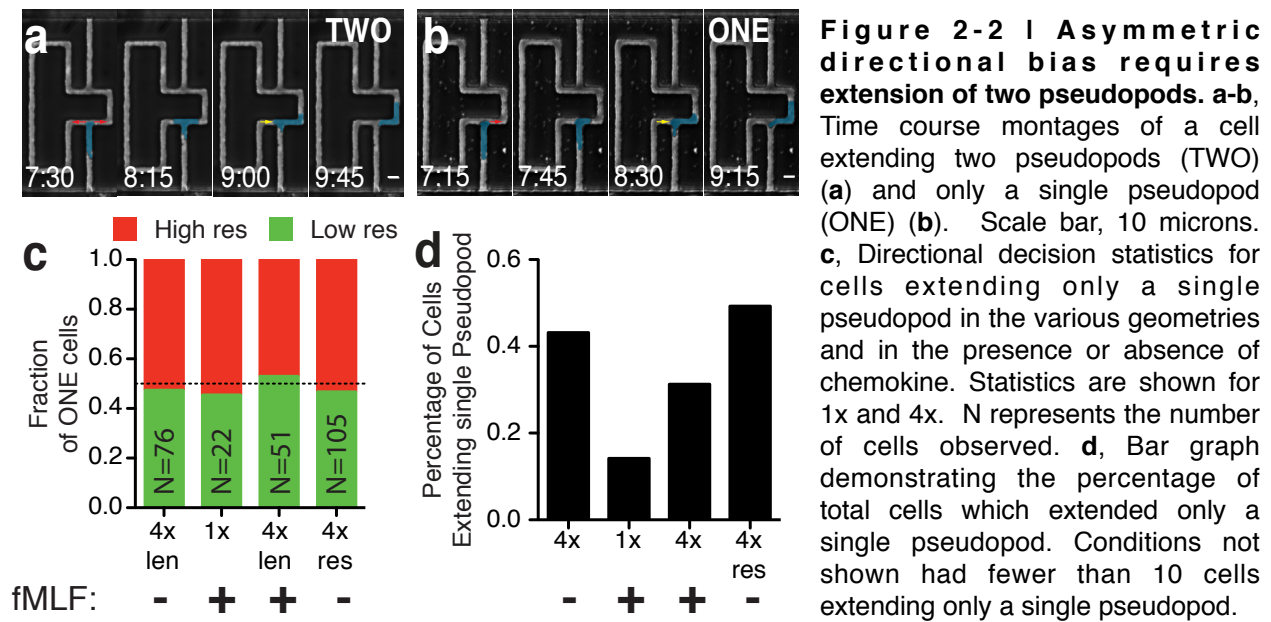 a
TWO
7:30
8:15
9:00
9:45
b
ONE
7:15
7:45
8:30
9:15
High res
Low res
c
Fraction
of ONE cells
1.0
0.8
0.6
0.4
0.2
0.0
N=76
N=22
N=51
N=105
4x
len
1x
4x
len
4x
res
fMLF:
-
+
+
-
d
Percentage of Cells
Extending single Pseudopod
0.6
0.4
0.2
0.0
4x
1x
4x
4x
res
-
+
+
-
Figure 2-2 I Asymmetric
directional bias requires
extension of two pseudopods. a-b,
Time course montages of a cell
extending two pseudopods (TWO)
(a) and only a single pseudopod
(ONE) (b). Scale bar, 10 microns.
c, Directional decision statistics for
cells extending only a single
pseudopod in the various geometries
and in the presence or absence of
chemokine. Statistics are shown for
1x and 4x. N represents the number
of cells observed. d, Bar graph
demonstrating the percentage of
total cells which extended only a
single pseudopod. Conditions not
shown had fewer than 10 cells
extending only a single pseudopod.